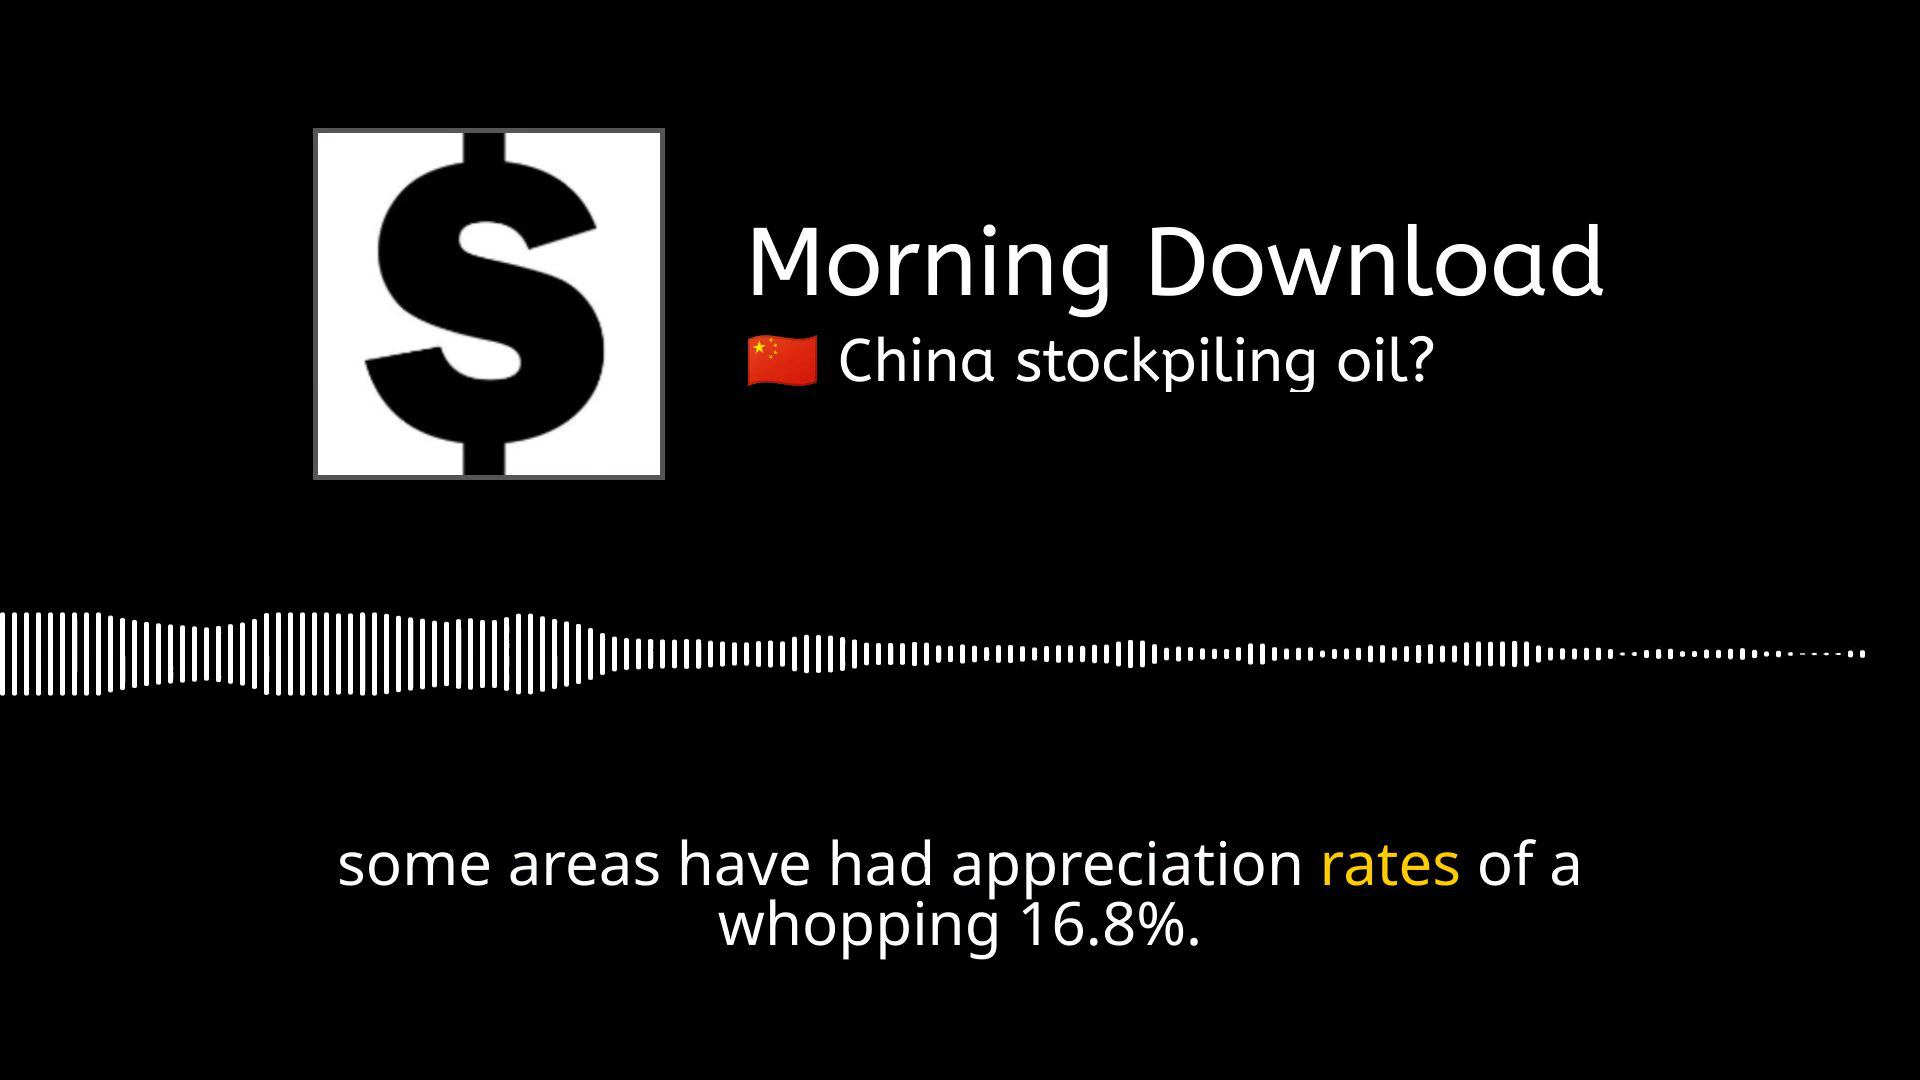 $
Morning Download
🇨🇳 China stockpiling oil?
some areas have had appreciation rates of a
whopping 16.8%.